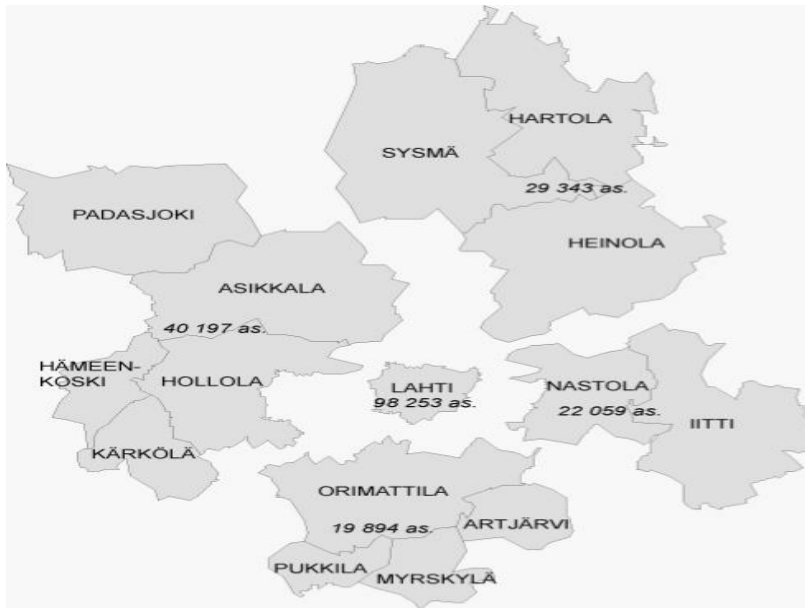 HARTOLA
SYSMÄ
29 343 as.
PADASJOKI
HEINOLA
ASIKKALA
40 197 as.
HÄMEEN-
KOSKI
HOLLOLA
LAHTI
98 253 as.
NASTOLA
22 059 as.
IITTI
KÄRKÖLÄ
ORIMATTILA
19 894 as.
ARTJÄRVI
PUKKILA
MYRSKYLÄ